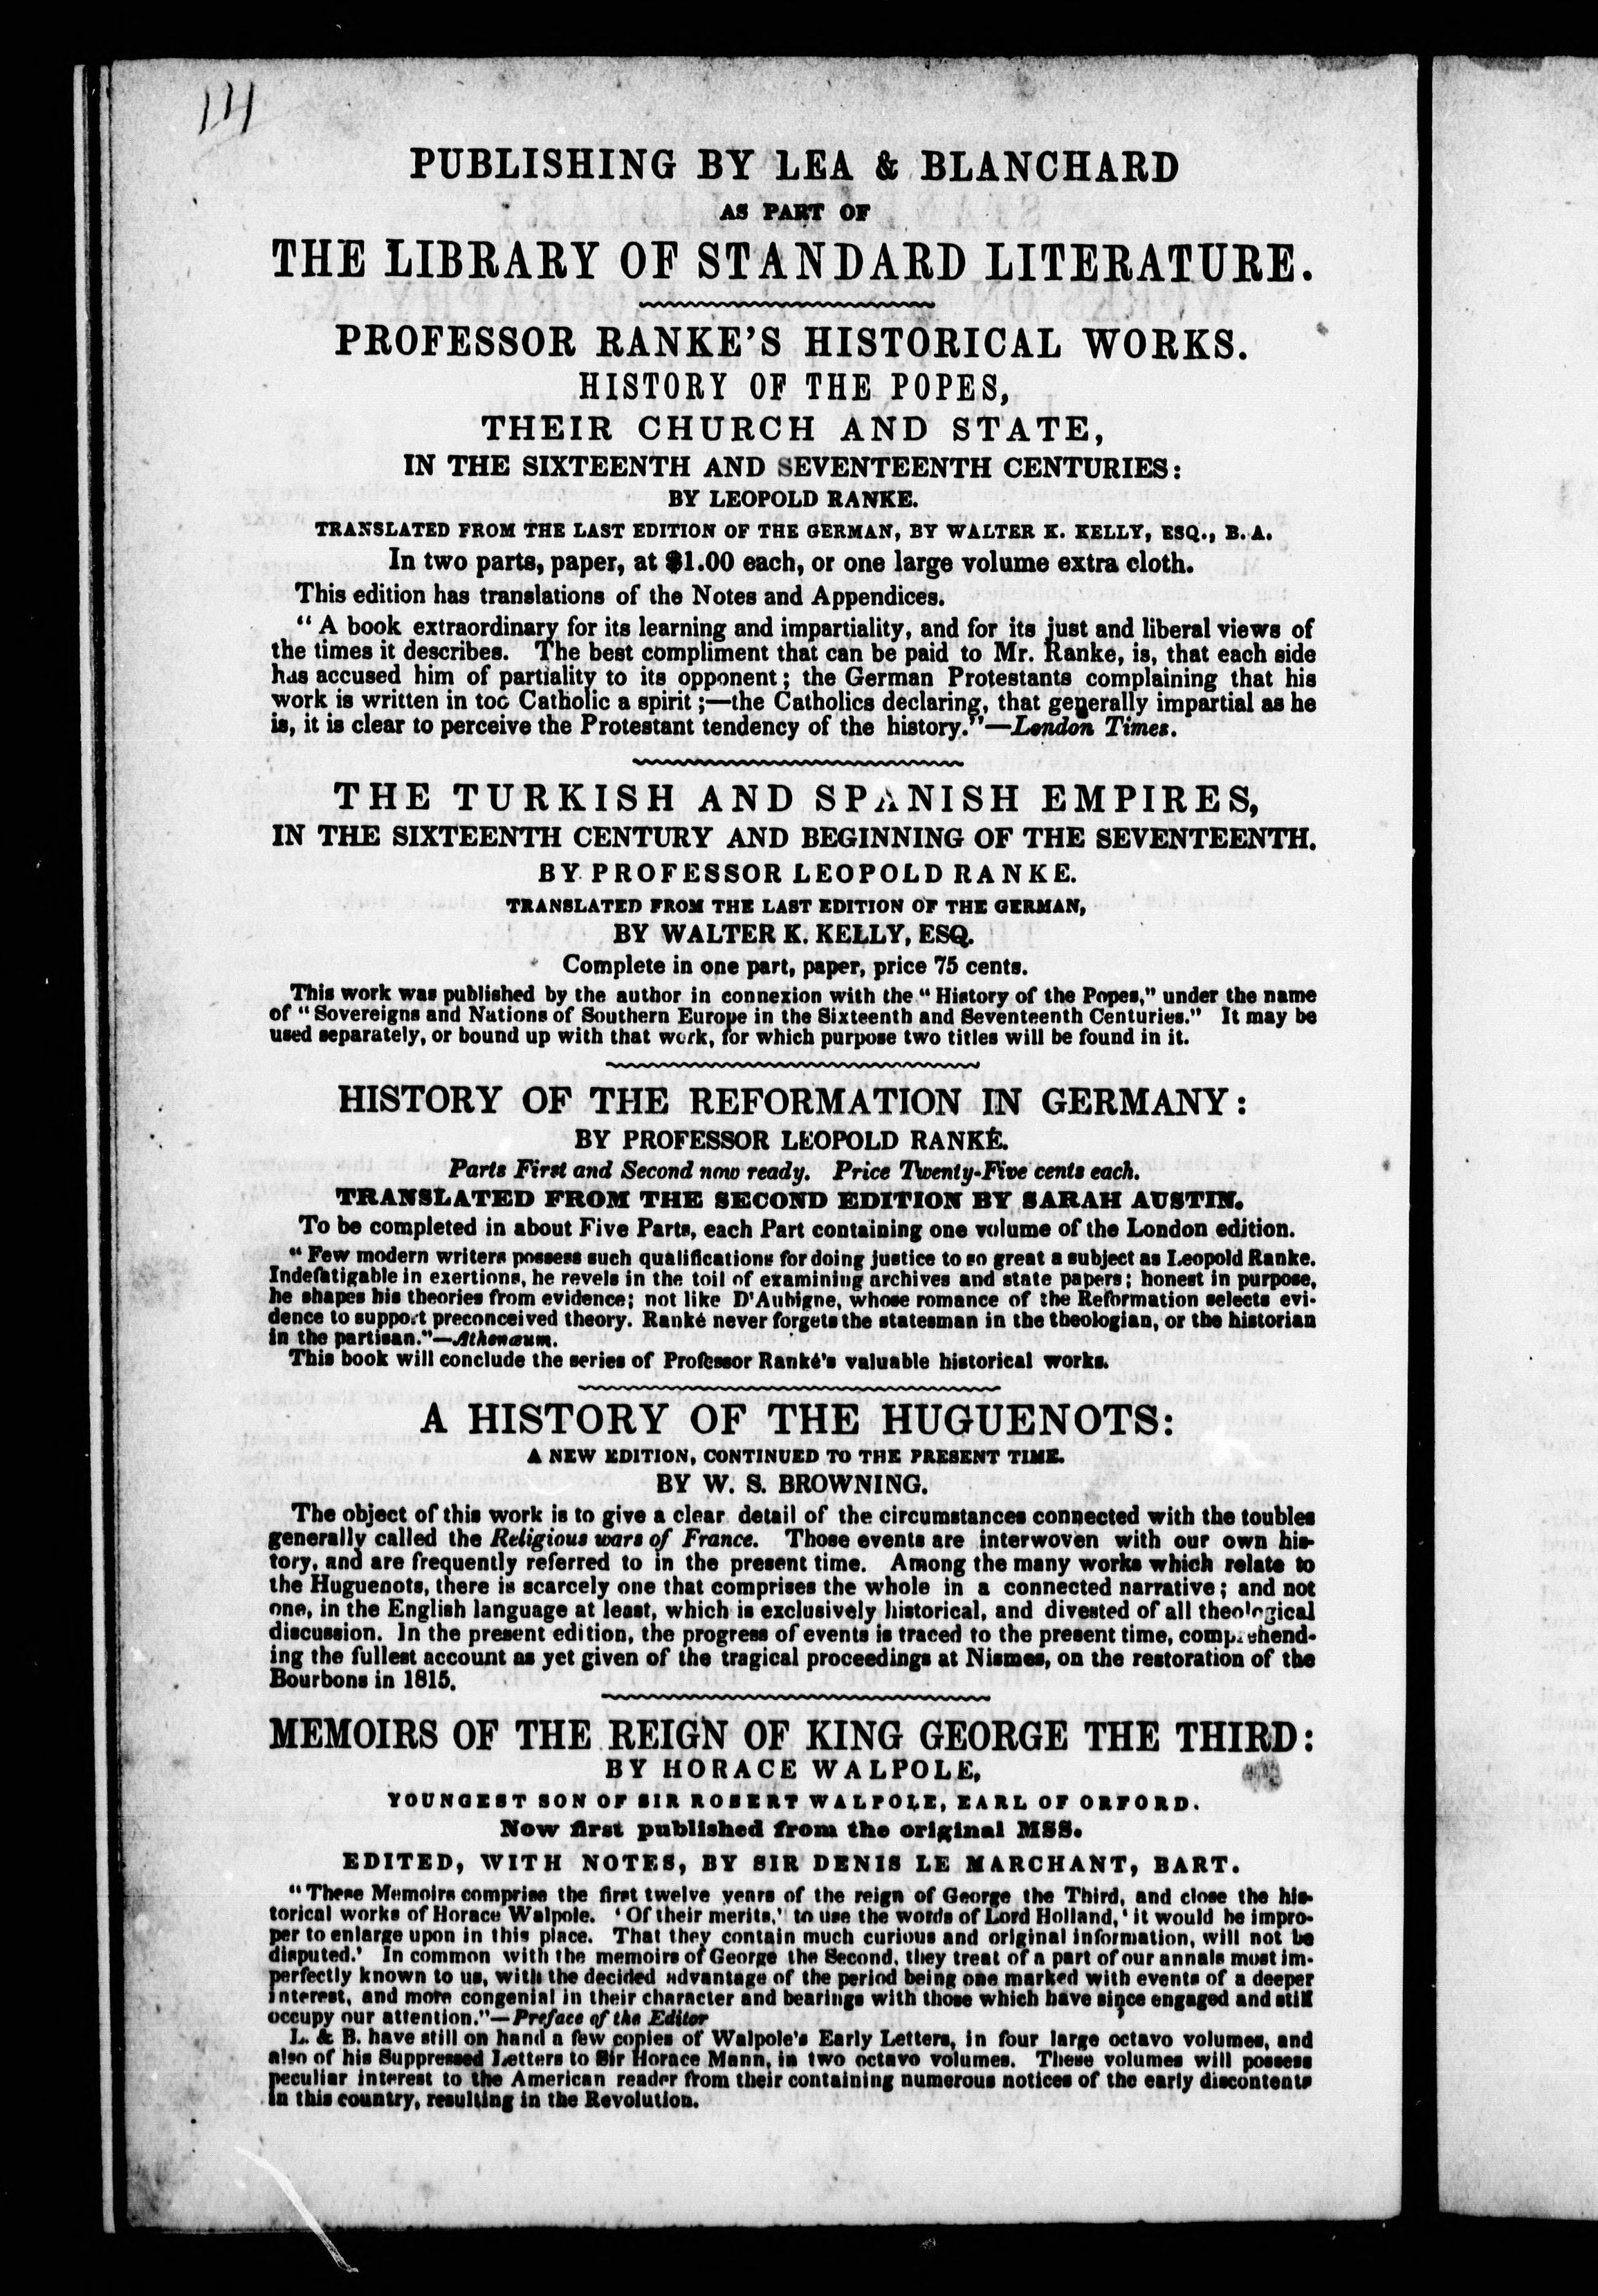 114
PUBLISHING BY LEA & BLANCHARD
AS PART OF
THE LIBRARY OF STANDARD LITERATURE.
PROFESSOR RANKE'S HISTORICAL WORKS.
HISTORY OF THE POPES,
THEIR CHURCH AND STATE,
IN THE SIXTEENTH AND SEVENTEENTH CENTURIES:
BY LEOPOLD RANKE.
TRANSLATED FROM THE LAST EDITION OF THE GERMAN, BY WALTER K. KELLY, ESQ., B. A.
In two parts, paper, at $1.00 each, or one large volume extra cloth.
This edition has translations of the Notes and Appendices.
"A book extraordinary for its learning and impartiality, and for its just and liberal views of
the times it describes. The best compliment that can be paid to Mr. Ranke, is, that each side
has accused him of partiality to its opponent; the German Protestants complaining that his
work is written in too Catholic a spirit;—the Catholics declaring, that generally impartial as he
is, it is clear to perceive the Protestant tendency of the history."—London Times.
THE TURKISH AND SPANISH EMPIRES,
IN THE SIXTEENTH CENTURY AND BEGINNING OF THE SEVENTEENTH.
BY PROFESSOR LEOPOLD RANKE.
TRANSLATED FROM THE LAST EDITION OF THE GERMAN,
BY WALTER K. KELLY, ESQ.
Complete in one part, paper, price 75 cents.
This work was published by the author in connexion with the "History of the Popes," under the name
of "Sovereigns and Nations of Southern Europe in the Sixteenth and Seventeenth Centuries." It may be
used separately, or bound up with that work, for which purpose two titles will be found in it.
HISTORY OF THE REFORMATION IN GERMANY:
BY PROFESSOR LEOPOLD RANKÉ.
Parts First and Second now ready. Price Twenty-Five cents each.
TRANSLATED FROM THE SECOND EDITION BY SARAH AUSTIN.
To be completed in about Five Parts, each Part containing one volume of the London edition.
"Few modern writers possess such qualifications for doing justice to so great a subject as Leopold Ranke.
Indefatigable in exertions, he revels in the toil of examining archives and state papers; honest in purpose,
he shapes his theories from evidence; not like D'Aubigne, whose romance of the Reformation selects evi-
dence to support preconceived theory. Ranké never forgets the statesman in the theologian, or the historian
in the partisan."—Athenæum.
This book will conclude the series of Professor Ranké's valuable historical works.
A HISTORY OF THE HUGUENOTS:
A NEW EDITION, CONTINUED TO THE PRESENT TIME.
BY W. S. BROWNING.
The object of this work is to give a clear detail of the circumstances connected with the toubles
generally called the Religious wars of France. Those events are interwoven with our own his-
tory, and are frequently referred to in the present time. Among the many works which relate to
the Huguenots, there is scarcely one that comprises the whole in a connected narrative; and not
one, in the English language at least, which is exclusively historical, and divested of all theological
discussion. In the present edition, the progress of events is traced to the present time, comprehend-
ing the fullest account as yet given of the tragical proceedings at Nismes, on the restoration of the
Bourbons in 1815.
MEMOIRS OF THE REIGN OF KING GEORGE THE THIRD:
BY HORACE WALPOLE,
YOUNGEST SON OF SIR ROBERT WALPOLE, EARL OF ORFORD.
Now first published from the original MSS.
EDITED, WITH NOTES, BY SIR DENIS LE MARCHANT, BART.
"These Memoirs comprise the first twelve years of the reign of George the Third, and close the his-
torical works of Horace Walpole. 'Of their merits,' to use the words of Lord Holland, 'it would be impro-
per to enlarge upon in this place. That they contain much curious and original information, will not be
disputed.' In common with the memoirs of George the Second, they treat of a part of our annals most im-
perfectly known to us, with the decided advantage of the period being one marked with events of a deeper
interest, and more congenial in their character and bearings with those which have since engaged and still
occupy our attention."—Preface of the Editor
L. & B. have still on hand a few copies of Walpole's Early Letters, in four large octavo volumes, and
also of his Suppressed Letters to Sir Horace Mann, in two octavo volumes. These volumes will possess
peculiar interest to the American reader from their containing numerous notices of the early discontents
in this country, resulting in the Revolution.